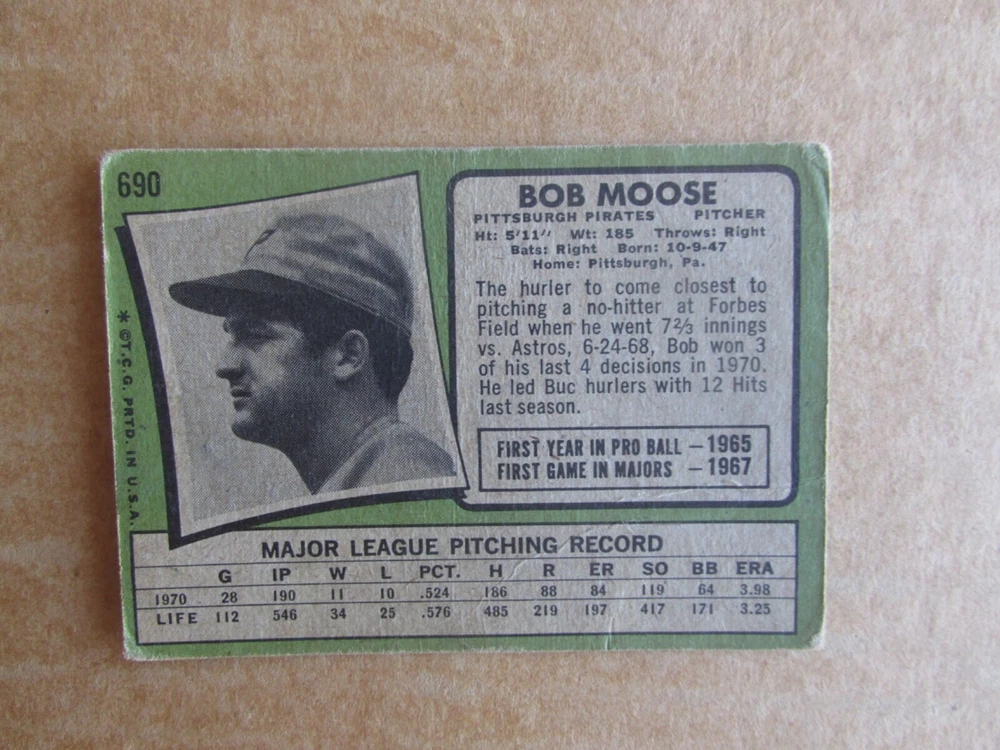 690
BOB MOOSE
PITTSBURGH PIRATES PITCHER
Ht: 5'11" Wt: 185 Throws: Right
Bats: Right Born: 10-9-47
Home: Pittsburgh, Pa.
The hurler to come closest to
pitching a no-hitter at Forbes
Field when he went 7⅔ innings
vs. Astros, 6-24-68, Bob won 3
of his last 4 decisions in 1970.
He led Buc hurlers with 12 Hits
last season.
FIRST YEAR IN PRO BALL — 1965
FIRST GAME IN MAJORS — 1967
* © T.C.G. PRTD. IN U.S.A.
MAJOR LEAGUE PITCHING RECORD
G IP W L PCT. H R ER SO BB ERA
1970 28 190 11 10 .524 186 88 84 119 64 3.98
LIFE 112 546 34 25 .576 485 219 197 417 171 3.25